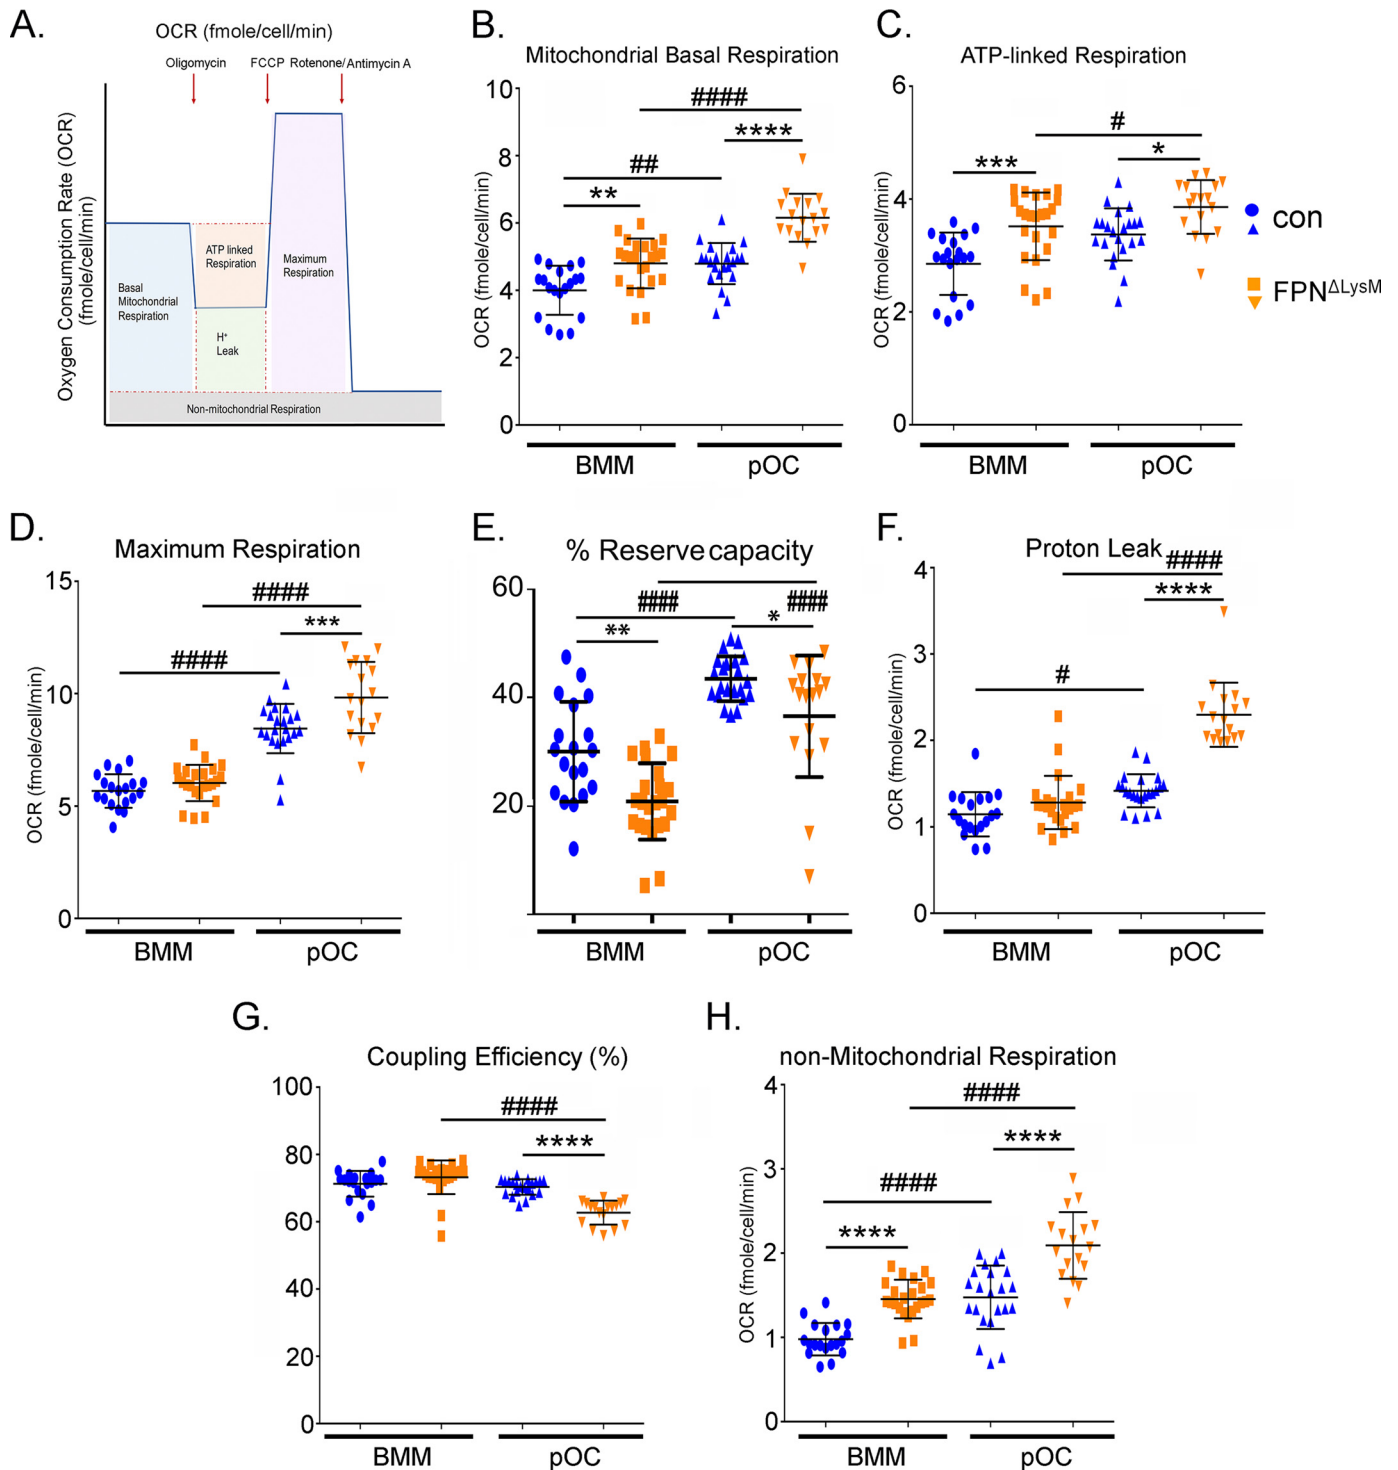 A.
OCR (fmole/cell/min)
Oligomycin
FCCP
Rotenone/Antimycin A
Oxygen Consumption Rate (OCR)
(fmole/cell/min)
Basal
Mitochondrial
Respiration
ATP linked
Respiration
H+
Leak
Maximum
Respiration
Non-mitochondrial Respiration
B.
Mitochondrial Basal Respiration
OCR (fmole/cell/min)
10
8
6
4
2
0
####
****
##
**
BMM
pOC
C.
ATP-linked Respiration
OCR (fmole/cell/min)
6
4
2
0
#
*
***
BMM
pOC
con
FPNΔLysM
D.
Maximum Respiration
OCR (fmole/cell/min)
15
10
5
0
####
***
####
BMM
pOC
E.
% Reserve capacity
60
40
20
####
####
**
*
BMM
pOC
F.
Proton Leak
OCR (fmole/cell/min)
4
3
2
1
0
####
****
#
BMM
pOC
G.
Coupling Efficiency (%)
100
80
60
40
20
0
####
****
BMM
pOC
H.
non-Mitochondrial Respiration
OCR (fmole/cell/min)
4
3
2
1
0
####
****
####
****
BMM
pOC